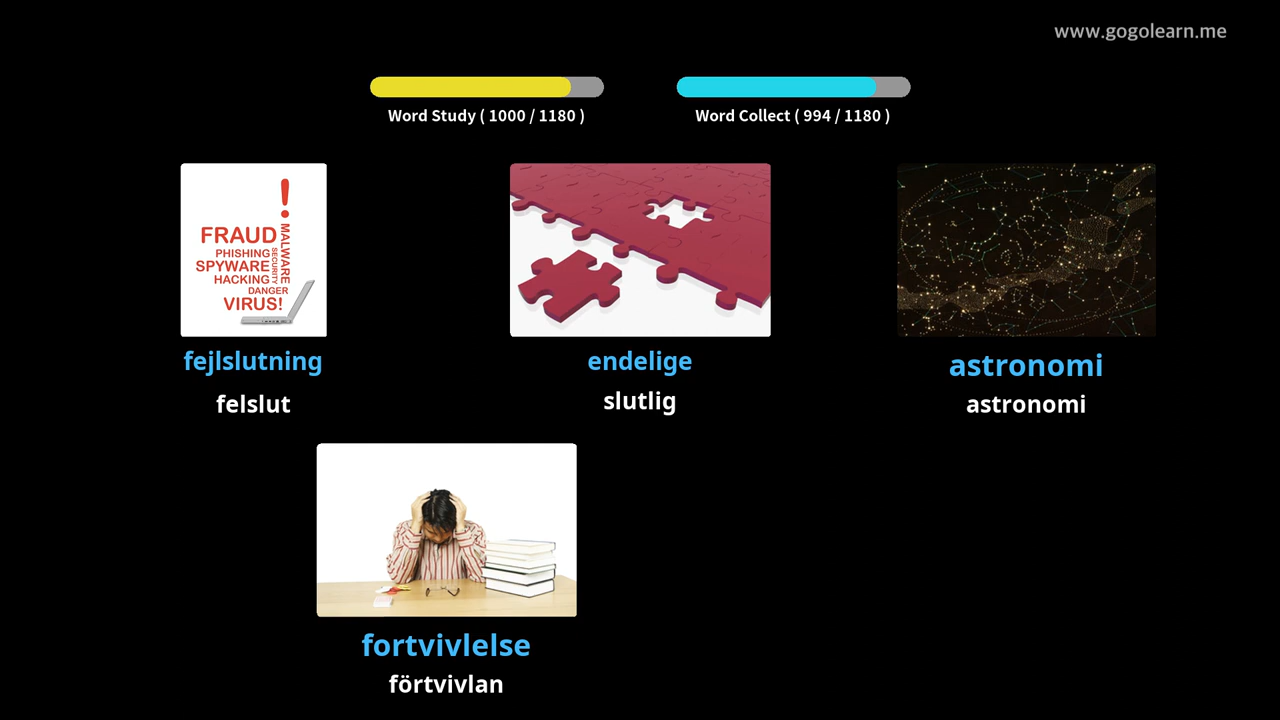 www.gogolearn.me
Word Study ( 1000 / 1180 )
Word Collect ( 994 / 1180 )
!
FRAUD
MALWARE
PHISHING
SECURITY
SPYWARE
HACKING
DANGER
VIRUS!
fejlslutning
felslut
endelige
slutlig
astronomi
astronomi
fortvivlelse
förtvivlan